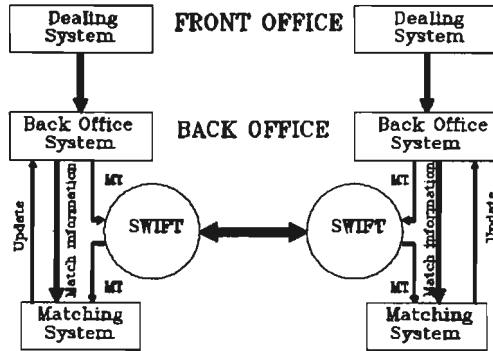 Dealing
System
FRONT OFFICE
Dealing
System
Back Office
System
BACK OFFICE
Back Office
System
Update
Match information
MT
SWIFT
MT
SWIFT
MT
MT
Match information
Update
Matching
System
Matching
System